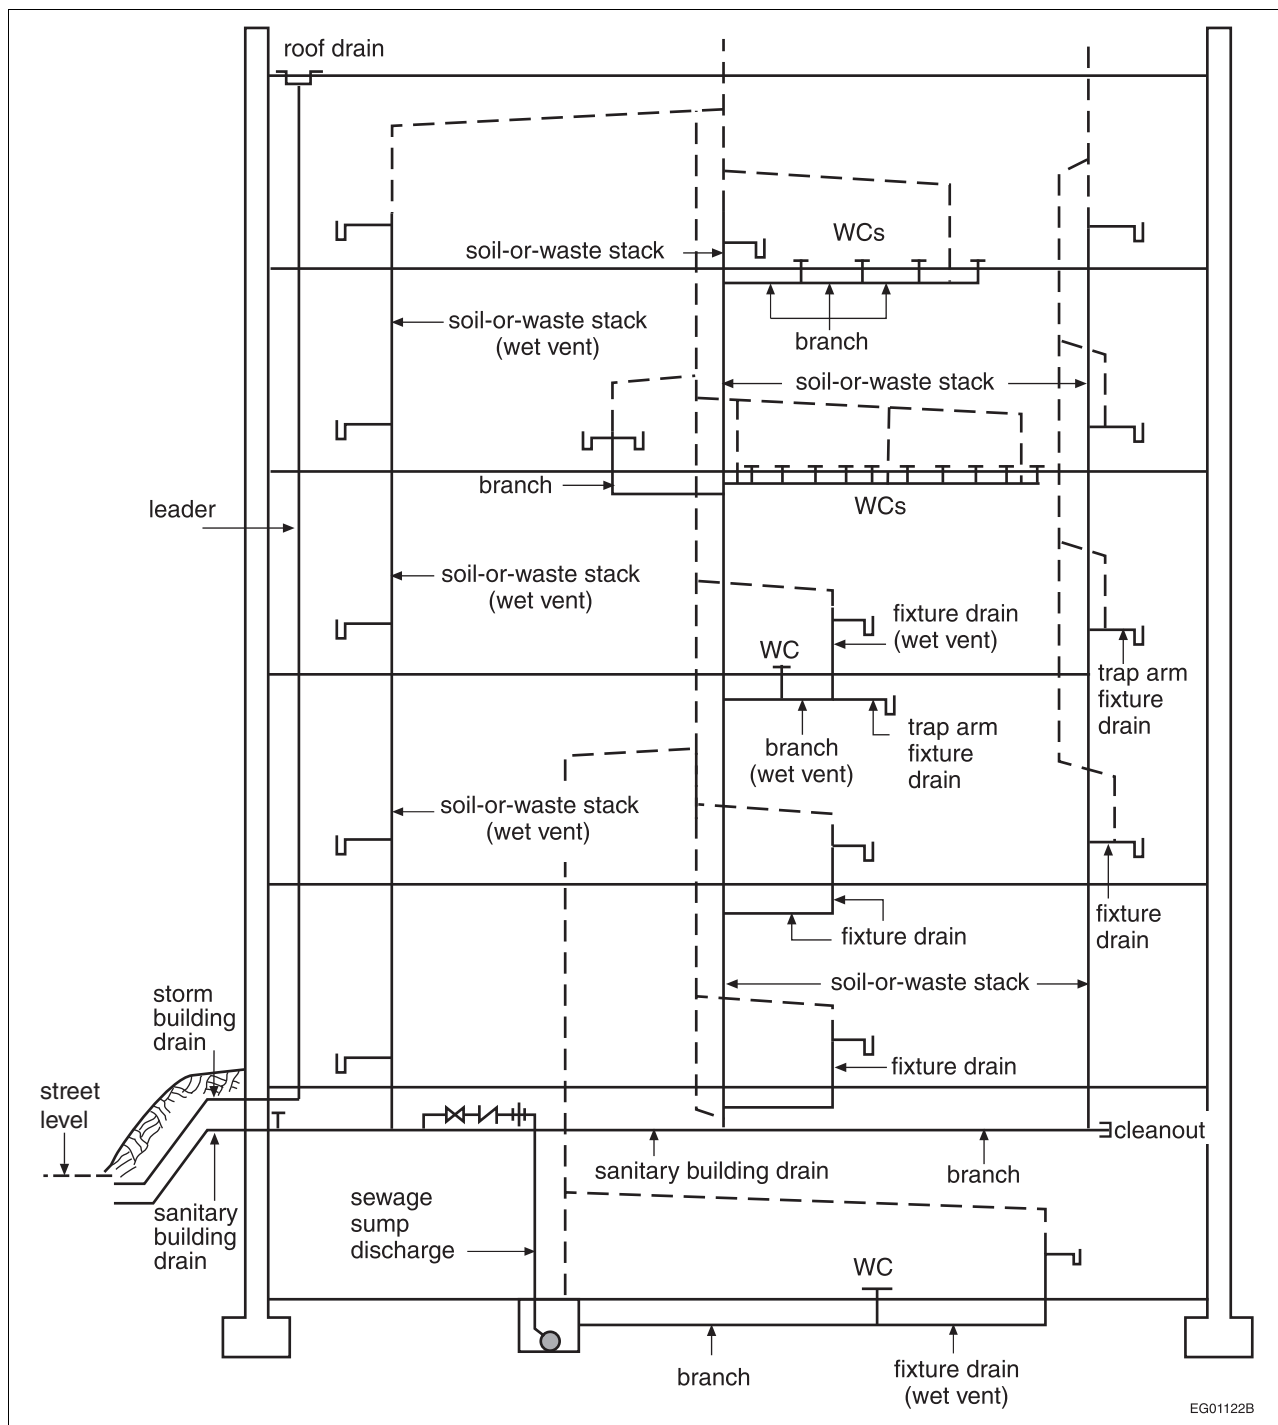 roof drain
WCs
soil-or-waste stack
soil-or-waste stack
(wet vent)
branch
soil-or-waste stack
branch
WCs
leader
soil-or-waste stack
(wet vent)
fixture drain
(wet vent)
WC
trap arm
fixture
drain
trap arm
fixture
drain
branch
(wet vent)
soil-or-waste stack
(wet vent)
fixture
drain
fixture drain
soil-or-waste stack
storm
building
drain
fixture drain
street
level
cleanout
sanitary building drain
branch
sanitary
building
drain
sewage
sump
discharge
WC
branch
fixture drain
(wet vent)
EG01122B